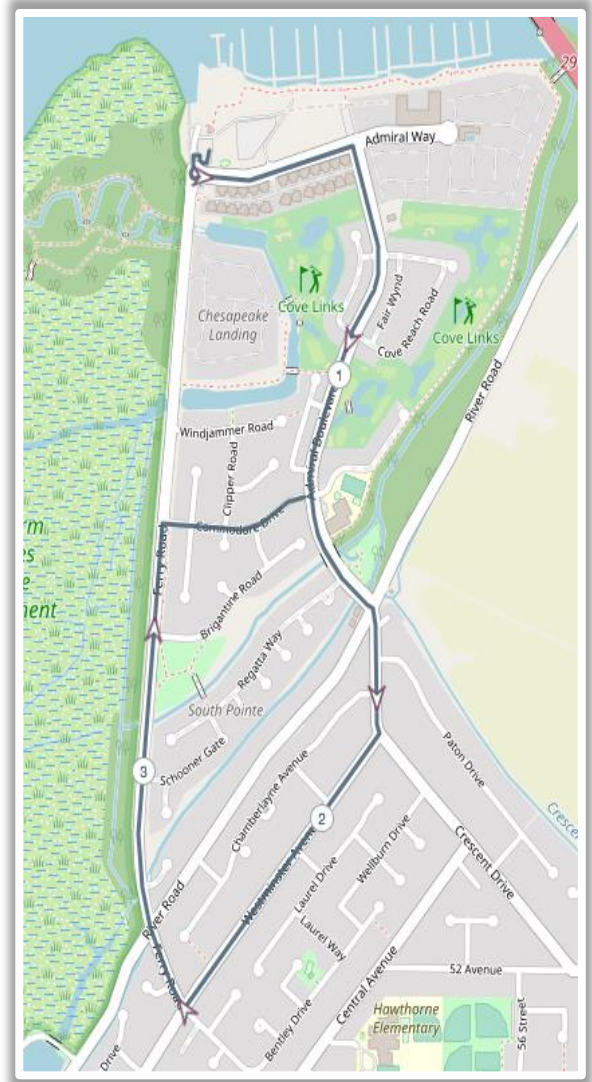 29
Admiral Way
Cove Links
Fair Wynd
Cove Reach Road
Cove Links
Chesapeake
Landing
River Road
1
Admiral Boulevard
Windjammer Road
Clipper Road
Commodore Drive
Ferry Road
Brigantine Road
Regatta Way
South Pointe
Schooner Gate
3
Chamberlayne Avenue
2
Westminster Avenue
Paton Drive
Crescent Drive
Wellburn Drive
Laurel Drive
Laurel Way
River Road
Ferry Road
52 Avenue
Central Avenue
Bentley Drive
56 Street
Hawthorne
Elementary
Drive